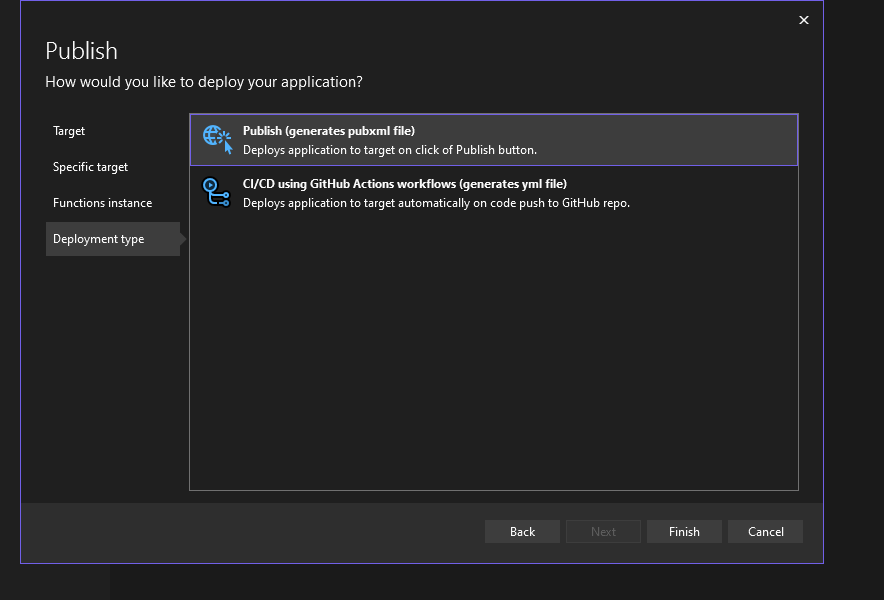 Publish
How would you like to deploy your application?
Target
Specific target
Functions instance
Deployment type
Publish (generates pubxml file)
Deploys application to target on click of Publish button.
CI/CD using GitHub Actions workflows (generates yml file)
Deploys application to target automatically on code push to GitHub repo.
Back
Next
Finish
Cancel